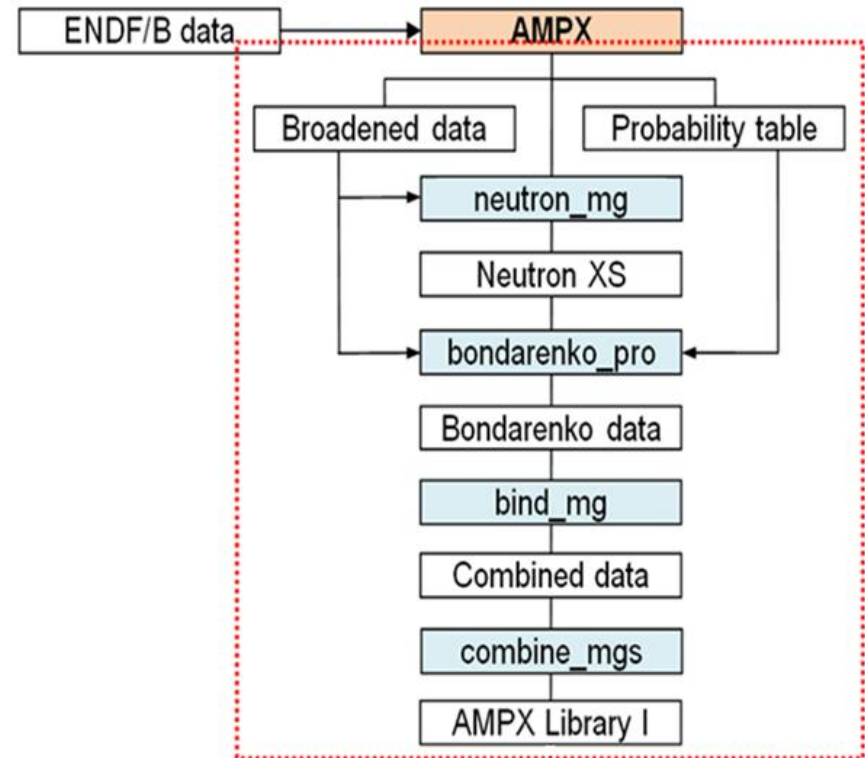 ENDF/B data
AMPX
Broadened data
Probability table
neutron_mg
Neutron XS
bondarenko_pro
Bondarenko data
bind_mg
Combined data
combine_mgs
AMPX Library I